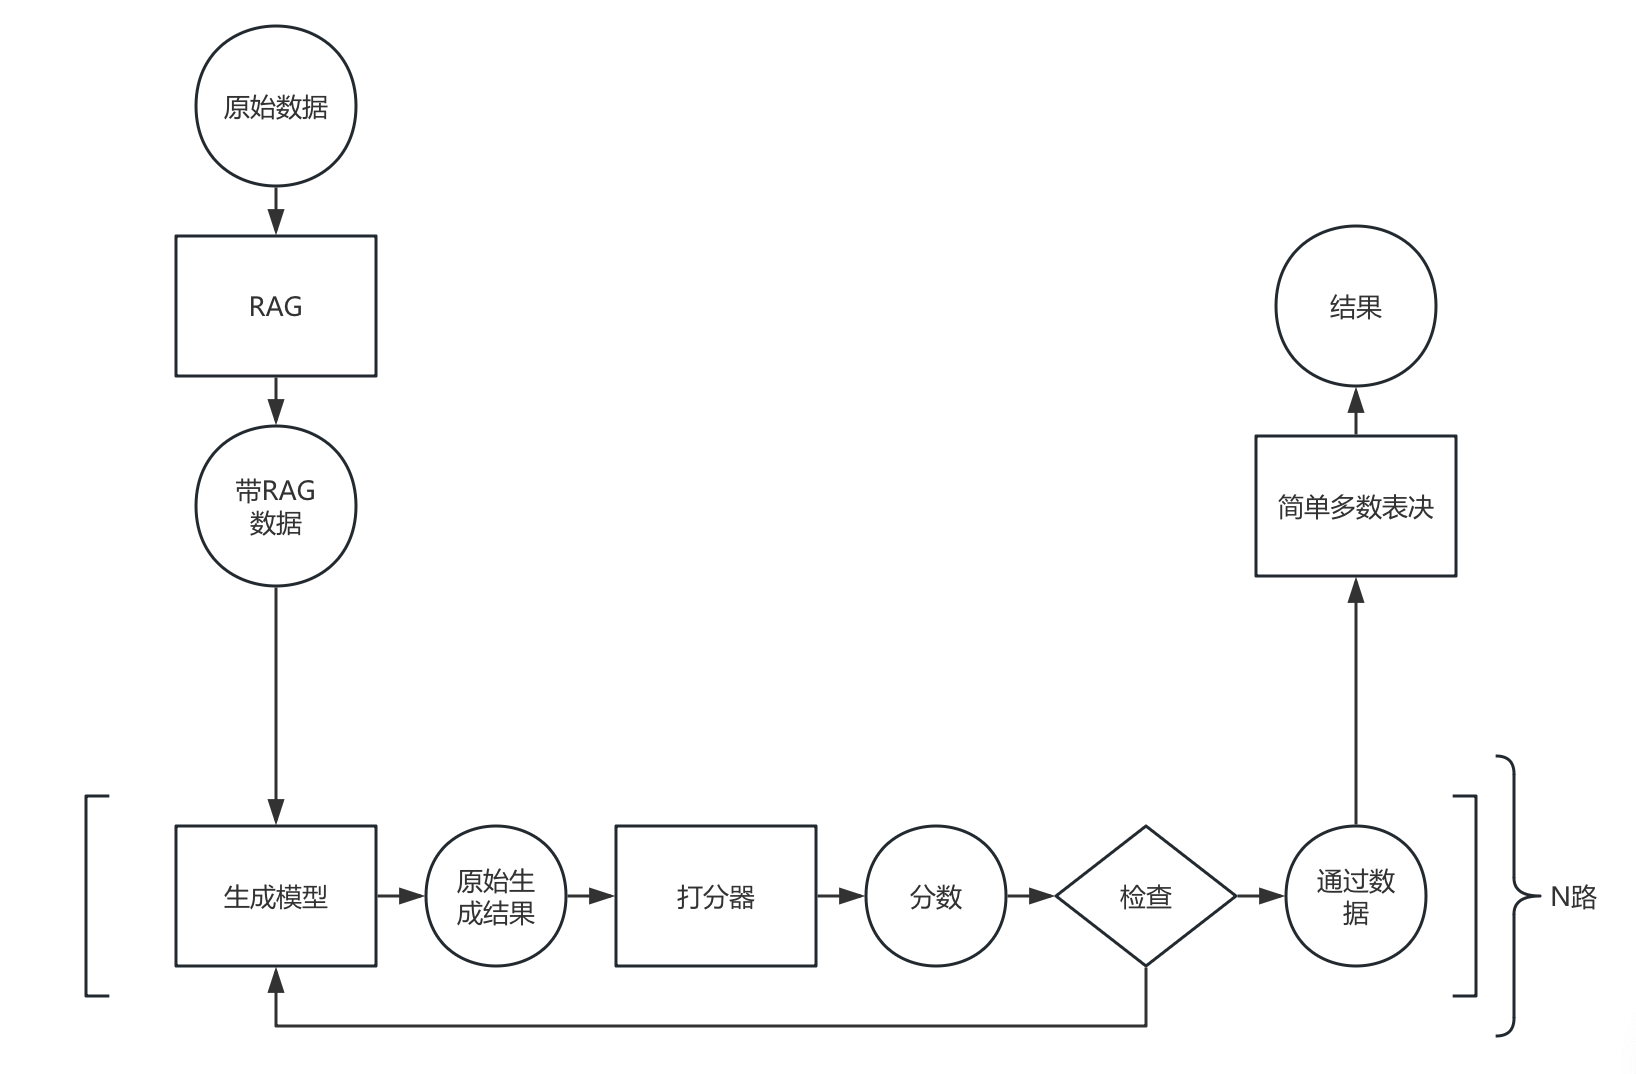 原始数据
RAG
带RAG
数据
结果
简单多数表决
生成模型
原始生
成结果
打分器
分数
检查
通过数
据
N路